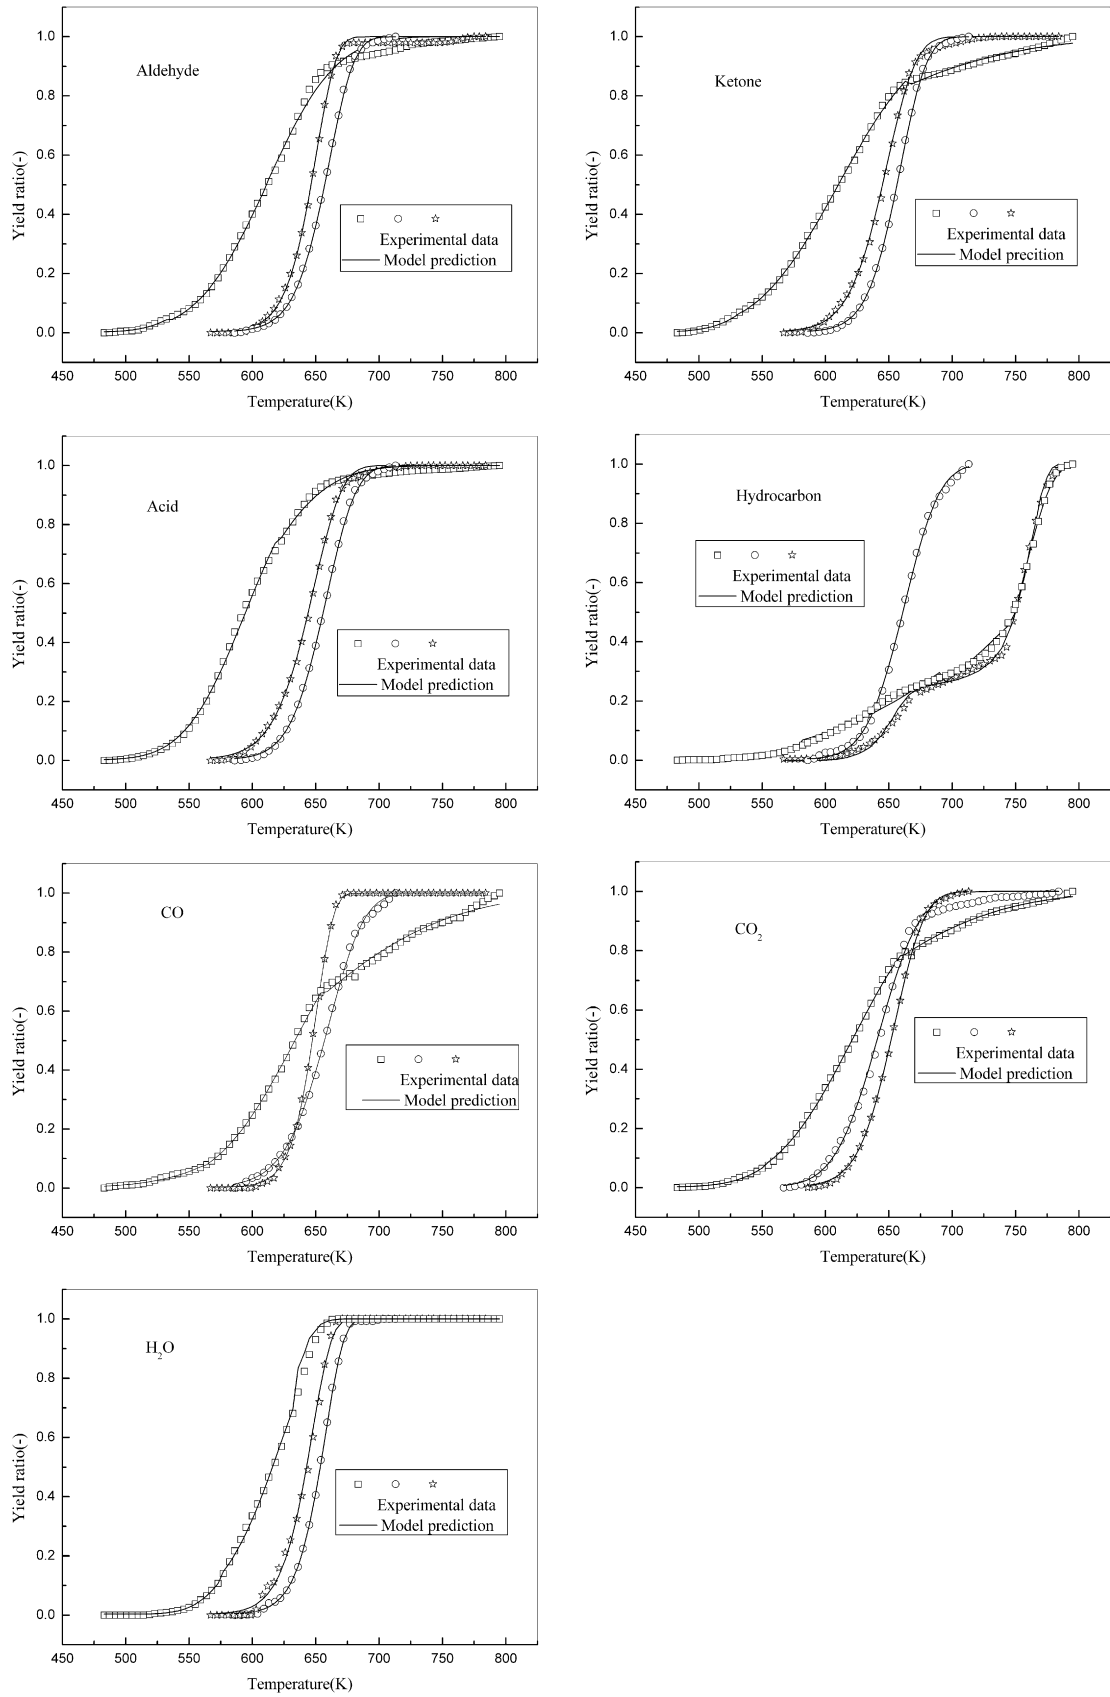 Aldehyde
Experimental data
Model prediction
Yield ratio(-)
1.0
0.8
0.6
0.4
0.2
0.0
450 500 550 600 650 700 750 800
Temperature(K)
Ketone
Experimental data
Model precition
Yield ratio(-)
1.0
0.8
0.6
0.4
0.2
0.0
450 500 550 600 650 700 750 800
Temperature(K)
Acid
Experimental data
Model prediction
Yield ratio(-)
1.0
0.8
0.6
0.4
0.2
0.0
450 500 550 600 650 700 750 800
Temperature(K)
Hydrocarbon
Experimental data
Model prediction
Yield ratio(-)
1.0
0.8
0.6
0.4
0.2
0.0
450 500 550 600 650 700 750 800
Temperature(K)
CO
Experimental data
Model prediction
Yield ratio(-)
1.0
0.8
0.6
0.4
0.2
0.0
450 500 550 600 650 700 750 800
Temperature(K)
CO2
Experimental data
Model prediction
Yield ratio(-)
1.0
0.8
0.6
0.4
0.2
0.0
450 500 550 600 650 700 750 800
Temperature(K)
H2O
Experimental data
Model prediction
Yield ratio(-)
1.0
0.8
0.6
0.4
0.2
0.0
450 500 550 600 650 700 750 800
Temperature(K)